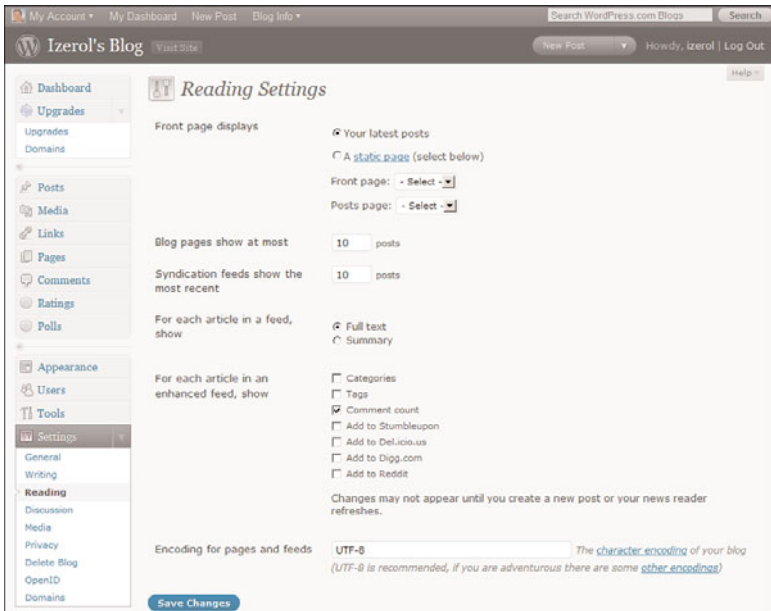 My Account ▾ My Dashboard New Post Blog Info ▾ Search WordPress.com Blogs Search
Izerol's Blog Visit Site New Post Howdy, izerol | Log Out
Help
Dashboard
Upgrades
Upgrades
Domains
Posts
Media
Links
Pages
Comments
Ratings
Polls
Appearance
Users
Tools
Settings
General
Writing
Reading
Discussion
Media
Privacy
Delete Blog
OpenID
Domains
Reading Settings
Front page displays
Your latest posts
A static page (select below)
Front page: - Select -
Posts page: - Select -
Blog pages show at most 10 posts
Syndication feeds show the 10 posts
most recent
For each article in a feed,
show
Full text
Summary
For each article in an
enhanced feed, show
Categories
Tags
Comment count
Add to Stumbleupon
Add to Del.icio.us
Add to Digg.com
Add to Reddit
Changes may not appear until you create a new post or your news reader
refreshes.
Encoding for pages and feeds UTF-8 The character encoding of your blog
(UTF-8 is recommended, if you are adventurous there are some other encodings)
Save Changes